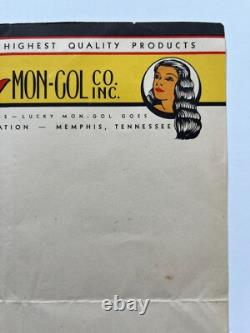 HIGHEST QUALITY PRODUCTS
MON-GOL CO. INC.
—LUCKY MON-GOL GOES
ATION — MEMPHIS, TENNESSEE